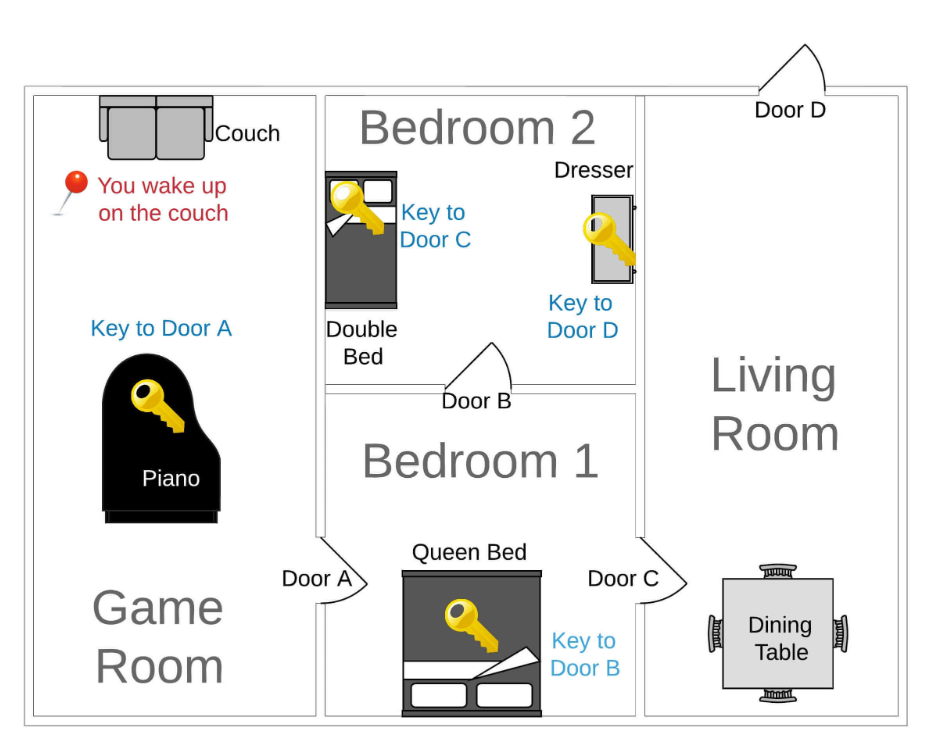 Door D
Bedroom 2
Couch
Dresser
You wake up
on the couch
Key to
Door C
Key to
Door D
Key to Door A
Double
Bed
Living
Room
Door B
Bedroom 1
Piano
Queen Bed
Door A
Door C
Game
Room
Key to
Door B
Dining
Table